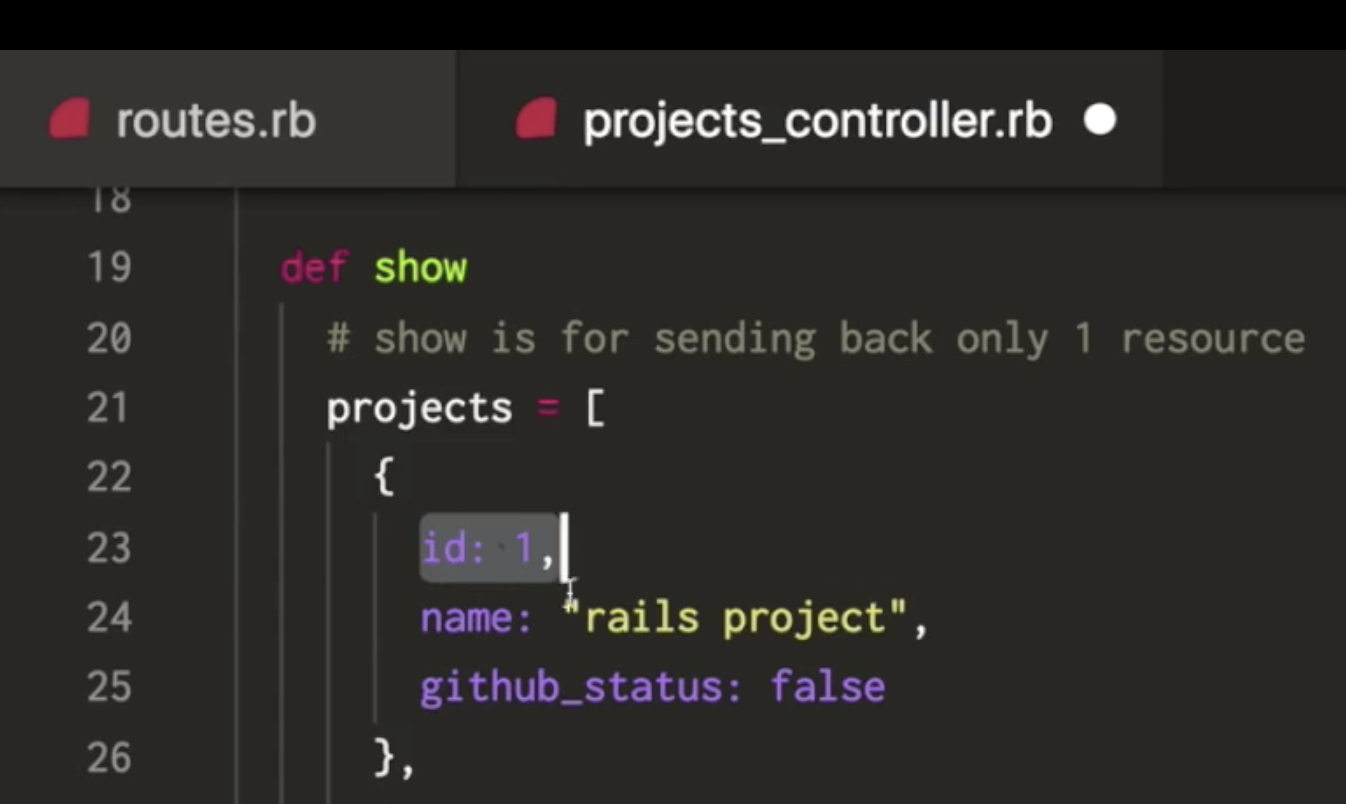 routes.rb
projects_controller.rb
18
19 def show
20 # show is for sending back only 1 resource
21 projects = [
22 {
23 id: 1,
24 name: "rails project",
25 github_status: false
26 },